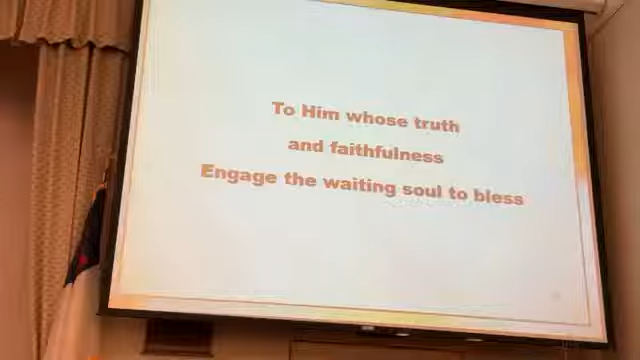 To Him whose truth
and faithfulness
Engage the waiting soul to bless